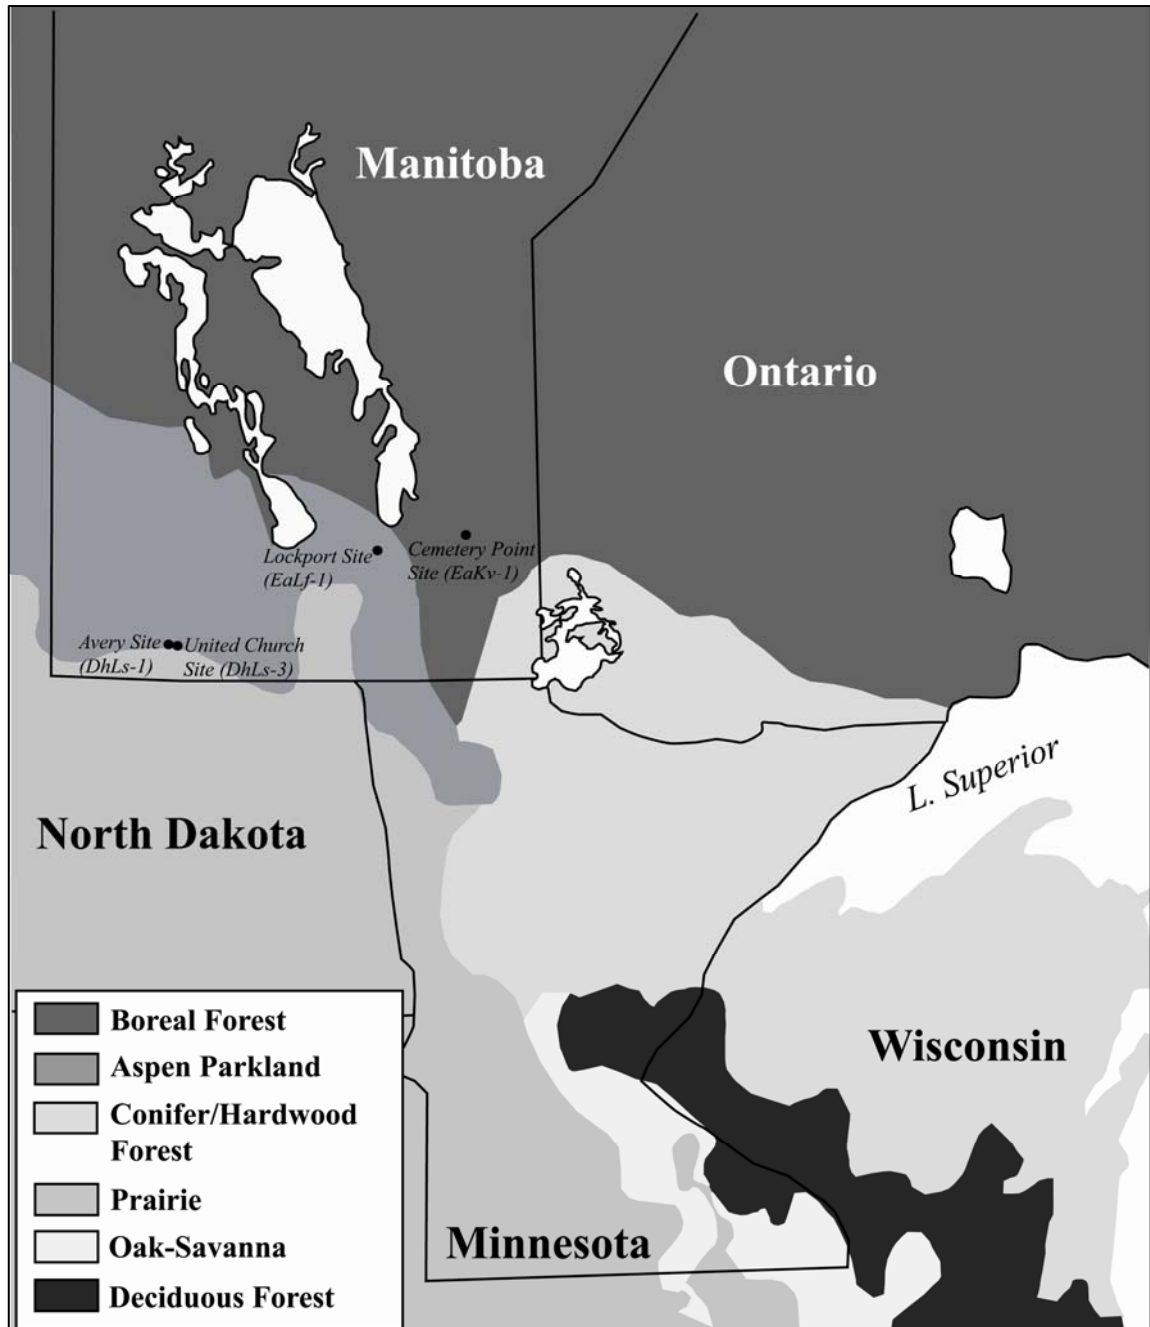 Manitoba
Ontario
Lockport Site
(EaLf-1)
Cemetery Point
Site (EaKv-1)
Avery Site
(DhLs-1)
United Church
Site (DhLs-3)
L. Superior
North Dakota
Wisconsin
Minnesota
Boreal Forest
Aspen Parkland
Conifer/Hardwood
Forest
Prairie
Oak-Savanna
Deciduous Forest